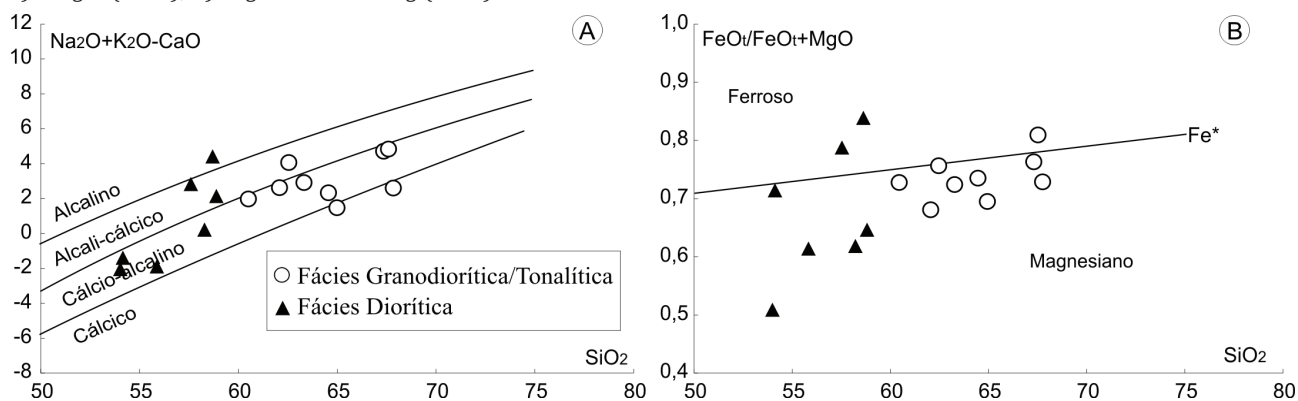 Na2O+K2O-CaO
A
12
10
8
6
4
2
0
-2
-4
-6
-8
Alcalino
Alcali-cálcico
Cálcio-alcalino
Cálcico
Fácies Granodiorítica/Tonalítica
Fácies Diorítica
SiO2
50 55 60 65 70 75 80
FeOt/FeOt+MgO
B
1,0
0,9
0,8
0,7
0,6
0,5
0,4
Ferroso
Fe*
Magnesiano
SiO2
50 55 60 65 70 75 80